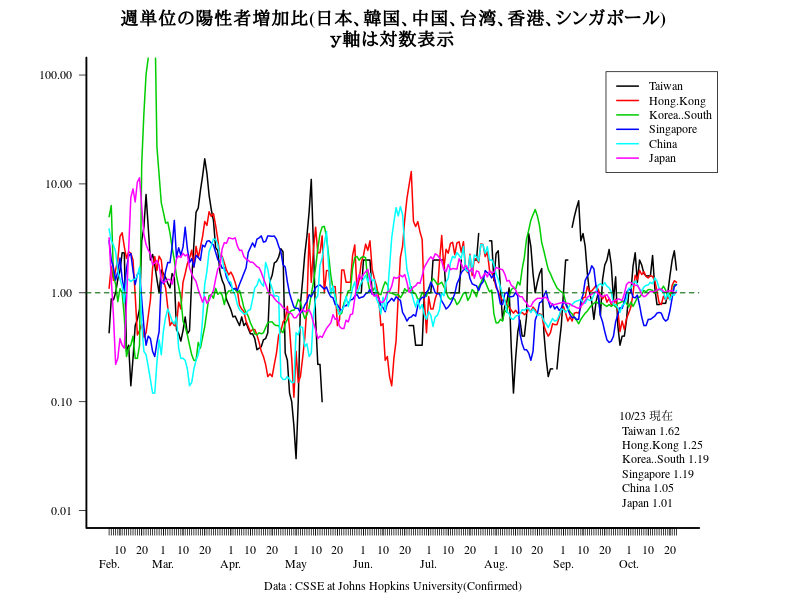 週単位の陽性者増加比(日本、韓国、中国、台湾、香港、シンガポール)
y軸は対数表示
100.00
10.00
1.00
0.10
0.01
Taiwan
Hong.Kong
Korea..South
Singapore
China
Japan
10/23 現在
Taiwan 1.62
Hong.Kong 1.25
Korea..South 1.19
Singapore 1.19
China 1.05
Japan 1.01
10 20 1 10 20 1 10 20 1 10 20 1 10 20 1 10 20 1 10 20 1 10 20 1 10 20
Feb. Mar. Apr. May Jun. Jul. Aug. Sep. Oct.
Data : CSSE at Johns Hopkins University(Confirmed)